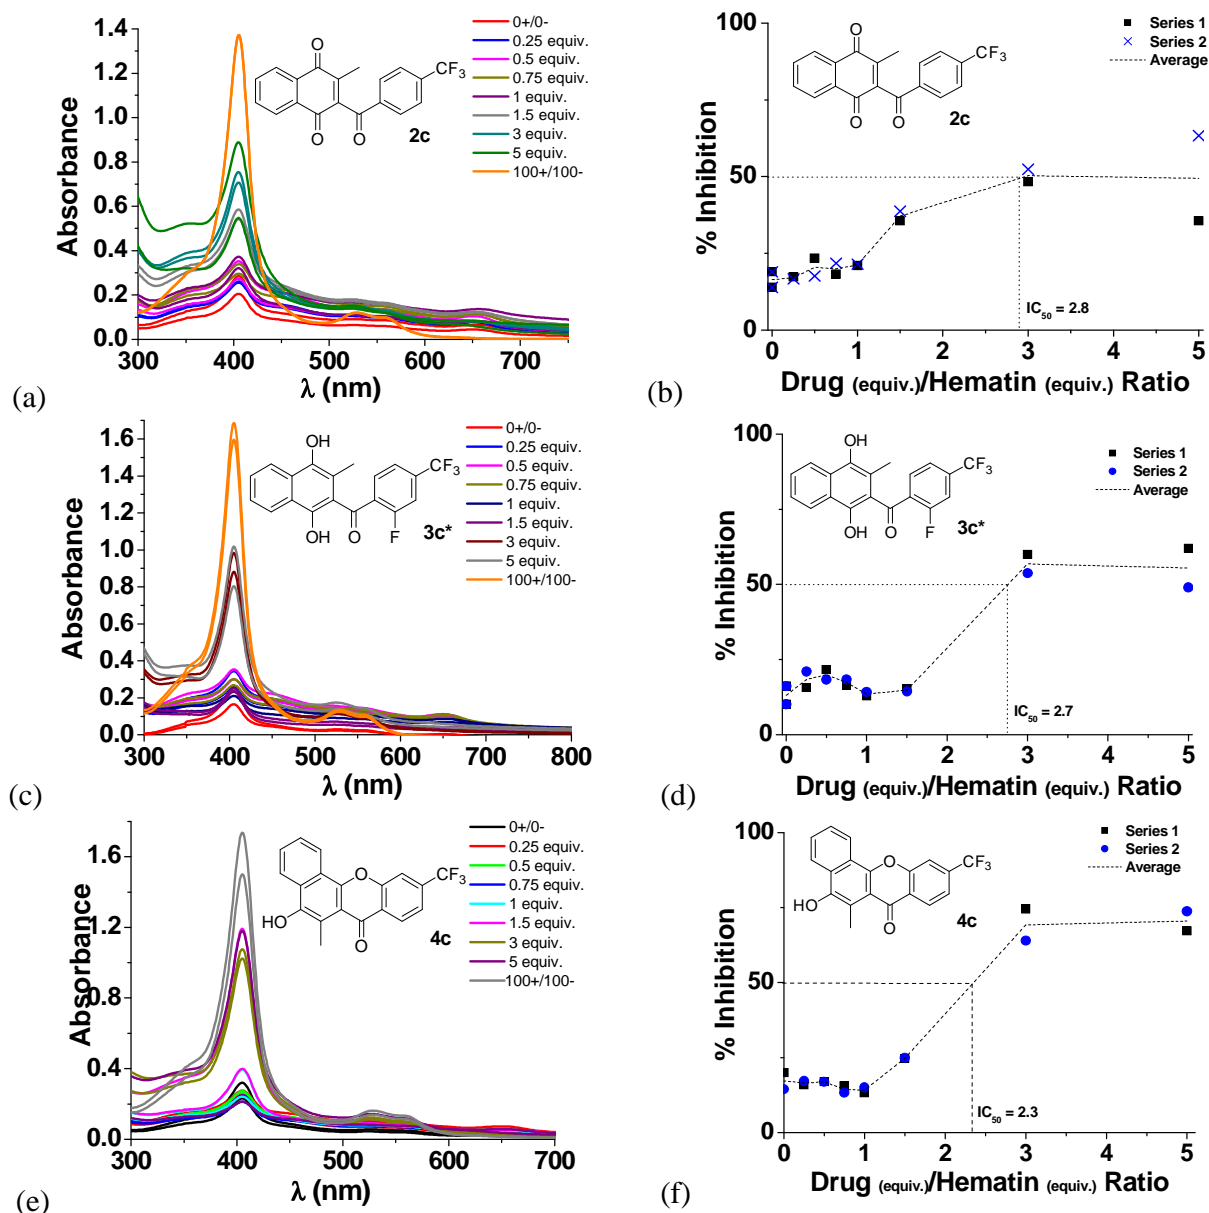 1.4
1.2
1.0
0.8
0.6
0.4
0.2
0.0
300
400
500
600
700
Absorbance
λ (nm)
0+/0-
0.25 equiv.
0.5 equiv.
0.75 equiv.
1 equiv.
1.5 equiv.
3 equiv.
5 equiv.
100+/100-
O
O
O
CF3
2c
(a)
100
50
0
0
1
2
3
4
5
% Inhibition
Drug (equiv.)/Hematin (equiv.) Ratio
Series 1
Series 2
Average
O
O
O
CF3
2c
IC50 = 2.8
(b)
1.6
1.4
1.2
1.0
0.8
0.6
0.4
0.2
0.0
300
400
500
600
700
800
Absorbance
λ (nm)
0+/0-
0.25 equiv.
0.5 equiv.
0.75 equiv.
1 equiv.
1.5 equiv.
3 equiv.
5 equiv.
100+/100-
OH
OH
O
F
CF3
3c*
(c)
100
50
0
0
1
2
3
4
5
% Inhibition
Drug (equiv.)/Hematin (equiv.) Ratio
Series 1
Series 2
Average
OH
OH
O
F
CF3
3c*
IC50 = 2.7
(d)
1.6
1.2
0.8
0.4
0.0
300
400
500
600
700
Absorbance
λ (nm)
0+/0-
0.25 equiv.
0.5 equiv.
0.75 equiv.
1 equiv.
1.5 equiv.
3 equiv.
5 equiv.
100+/100-
O
CF3
HO
O
4c
(e)
100
50
0
0
1
2
3
4
5
% Inhibition
Drug (equiv.)/Hematin (equiv.) Ratio
Series 1
Series 2
Average
O
CF3
HO
O
4c
IC50 = 2.3
(f)